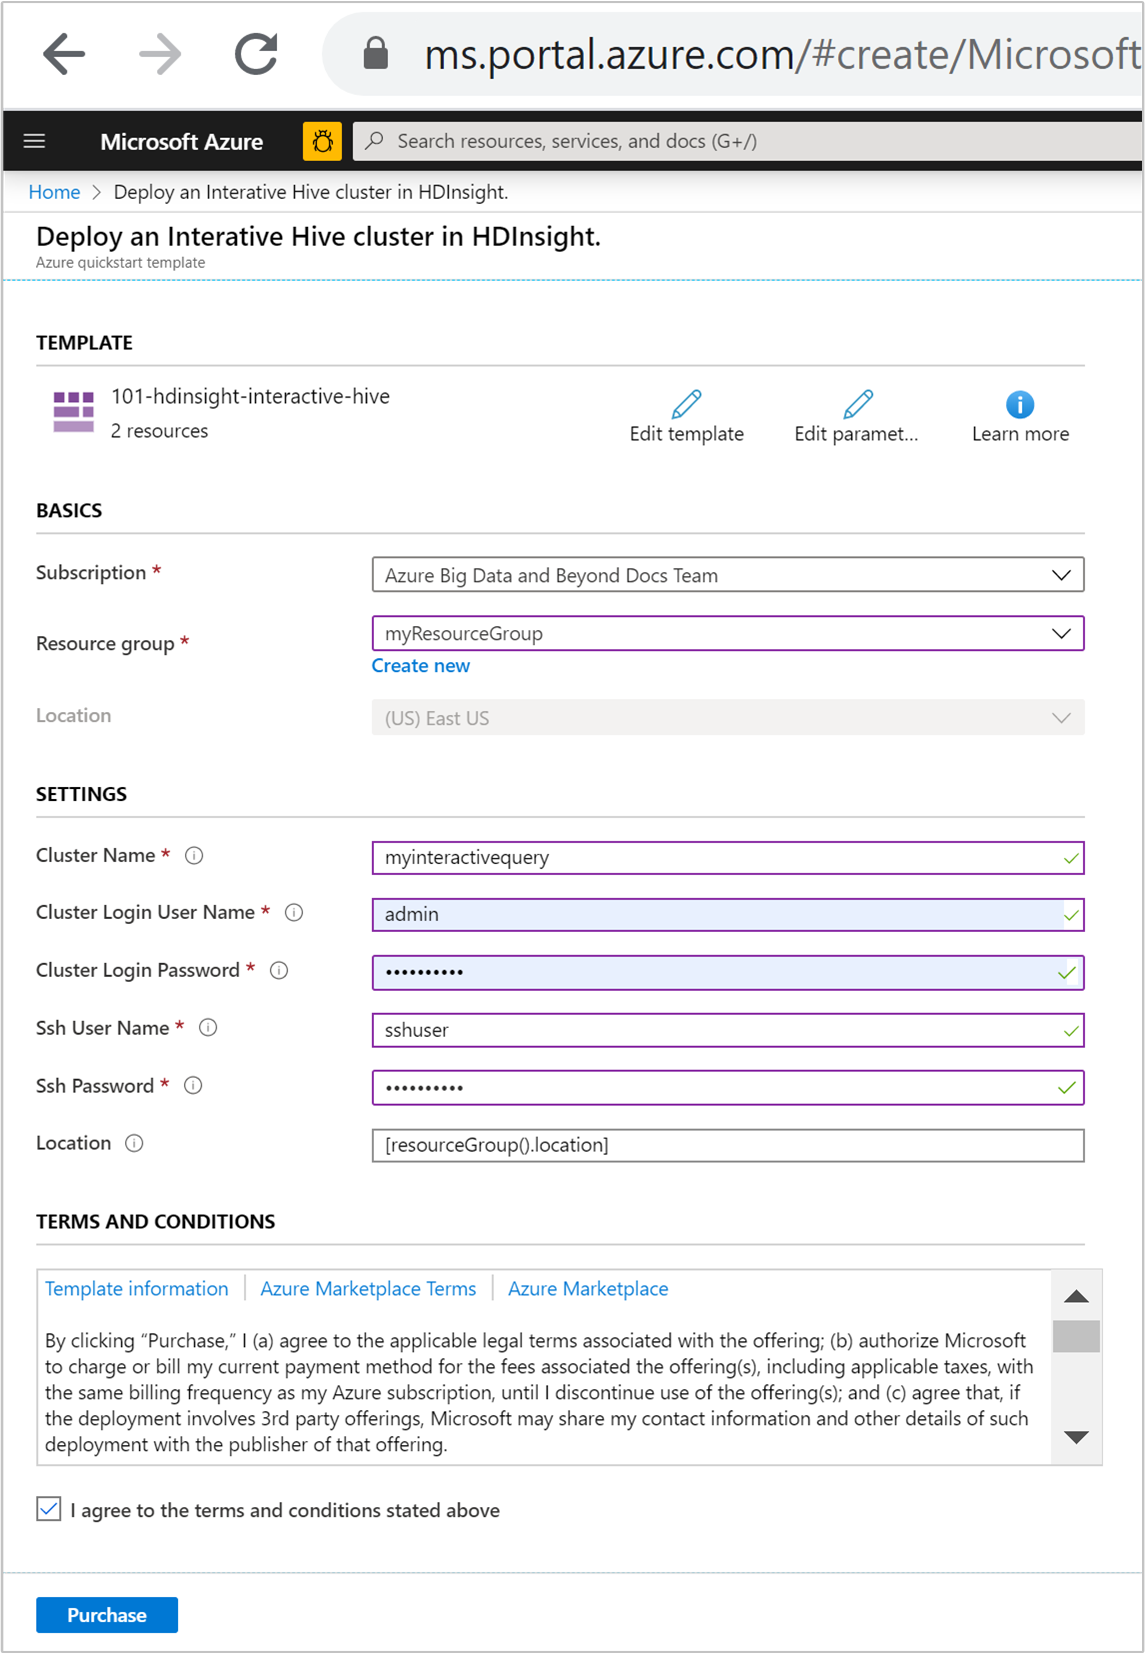 ms.portal.azure.com/#create/Microsoft
Microsoft Azure
Search resources, services, and docs (G+/)
Home > Deploy an Interative Hive cluster in HDInsight.
Deploy an Interative Hive cluster in HDInsight.
Azure quickstart template
TEMPLATE
101-hdinsight-interactive-hive
2 resources
Edit template
Edit paramet...
Learn more
BASICS
Subscription *
Azure Big Data and Beyond Docs Team
Resource group *
myResourceGroup
Create new
Location
(US) East US
SETTINGS
Cluster Name *
myinteractivequery
Cluster Login User Name *
admin
Cluster Login Password *
••••••••••
Ssh User Name *
sshuser
Ssh Password *
••••••••••
Location
[resourceGroup().location]
TERMS AND CONDITIONS
Template information | Azure Marketplace Terms | Azure Marketplace
By clicking “Purchase,” I (a) agree to the applicable legal terms associated with the offering; (b) authorize Microsoft
to charge or bill my current payment method for the fees associated the offering(s), including applicable taxes, with
the same billing frequency as my Azure subscription, until I discontinue use of the offering(s); and (c) agree that, if
the deployment involves 3rd party offerings, Microsoft may share my contact information and other details of such
deployment with the publisher of that offering.
I agree to the terms and conditions stated above
Purchase